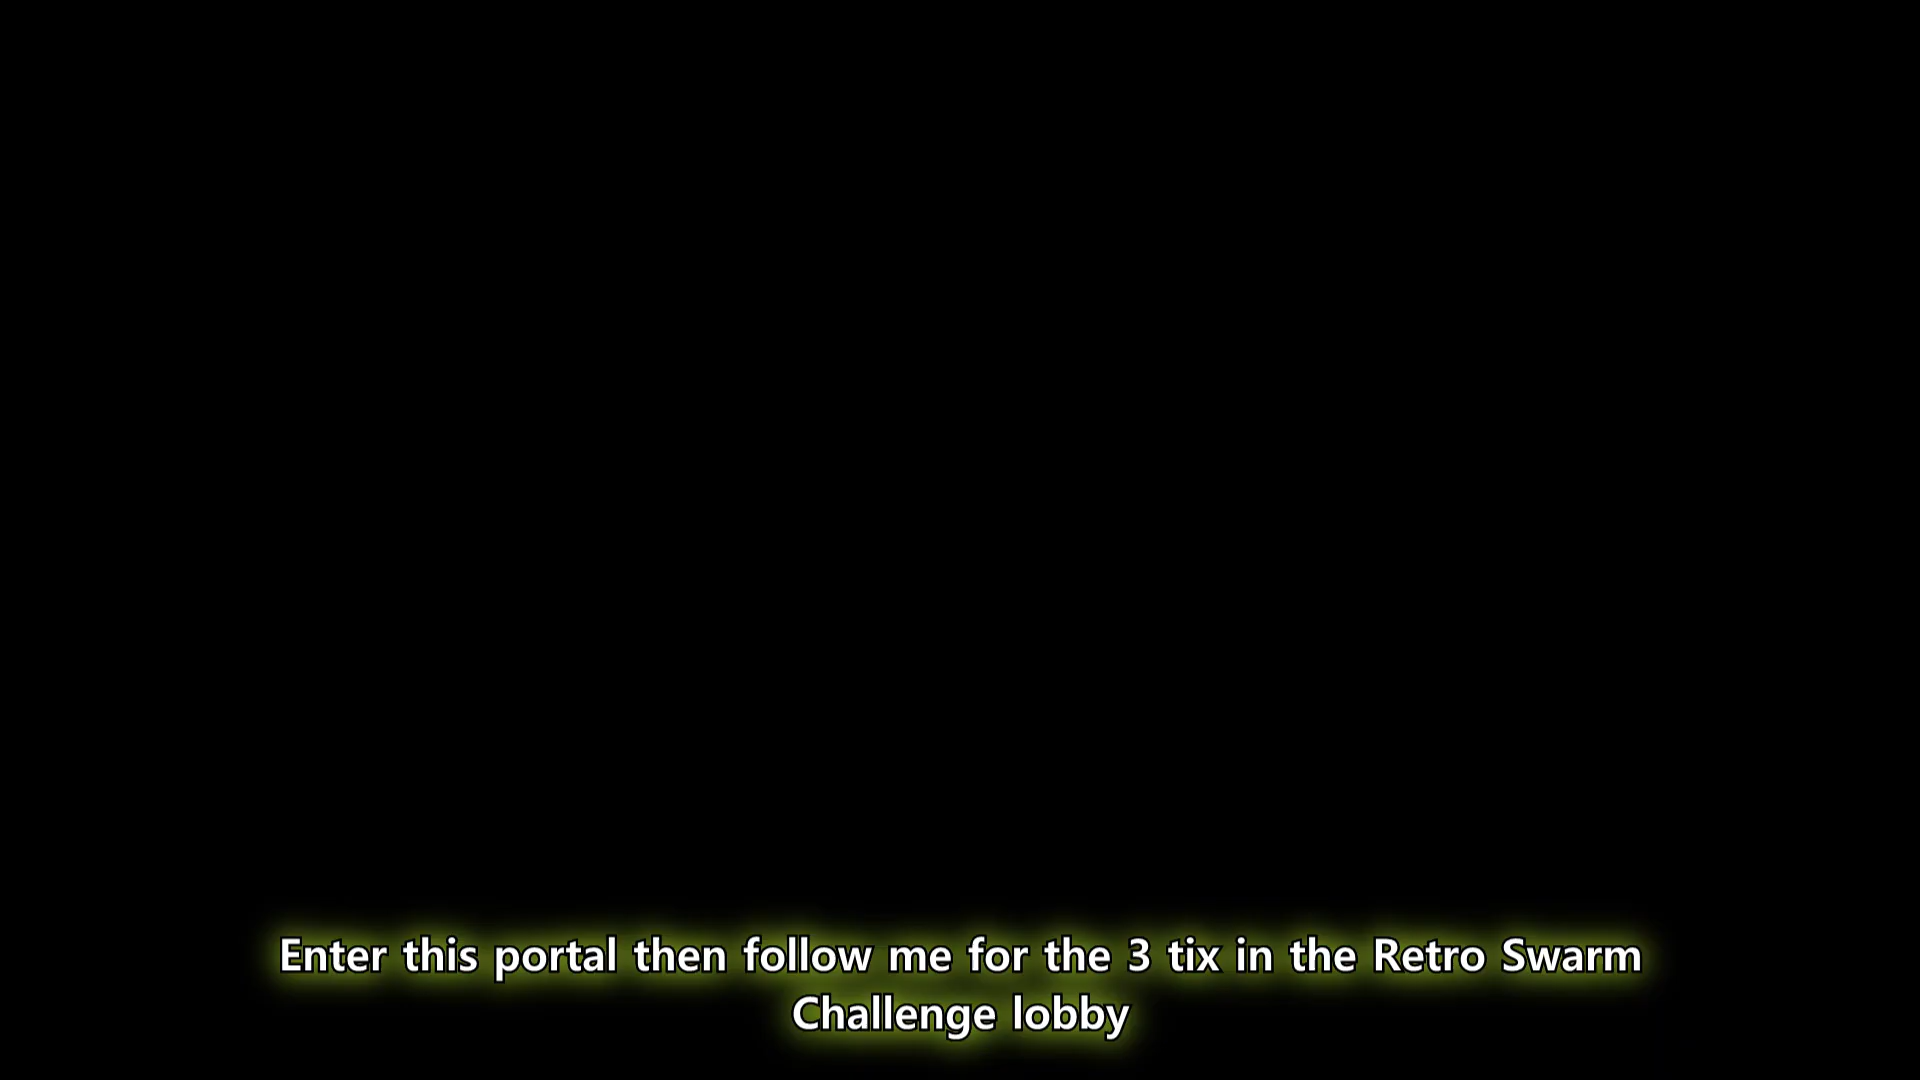 Enter this portal then follow me for the 3 tix in the Retro Swarm
Challenge lobby